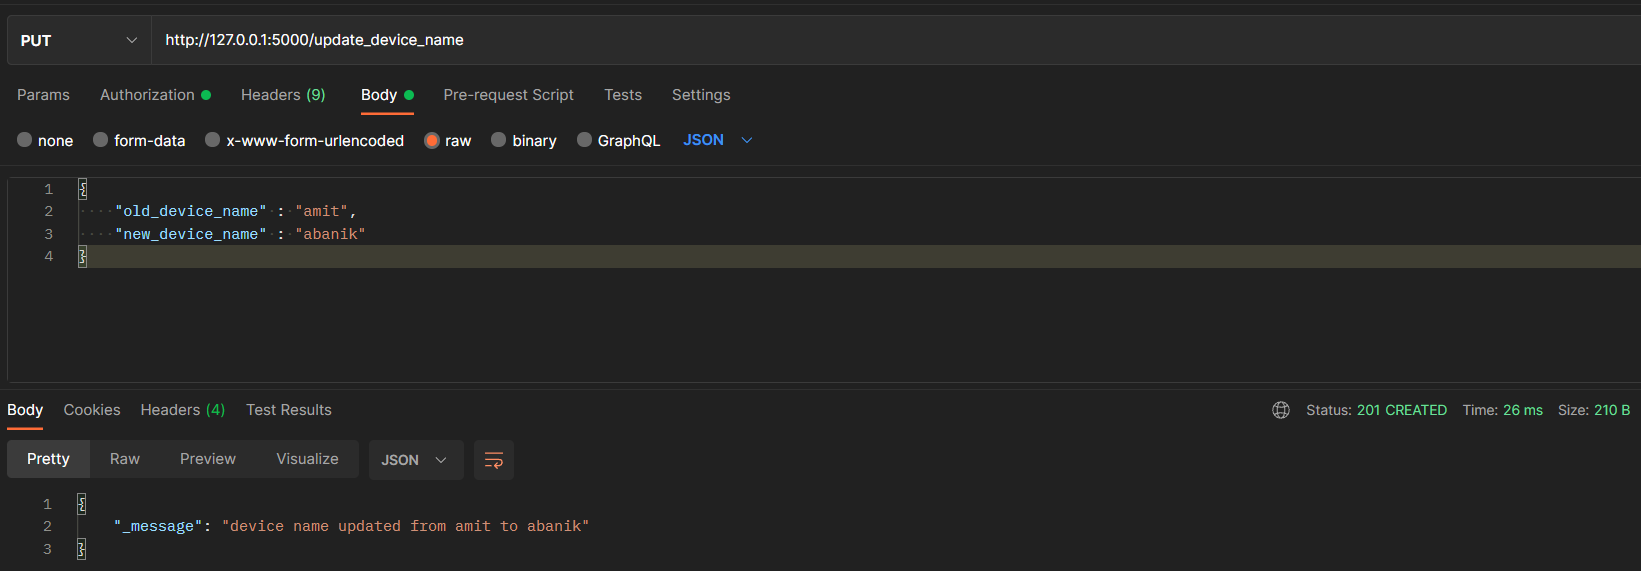 PUT http://127.0.0.1:5000/update_device_name
Params Authorization Headers (9) Body Pre-request Script Tests Settings
none form-data x-www-form-urlencoded raw binary GraphQL JSON
1 {
2 "old_device_name" : "amit",
3 "new_device_name" : "abanik"
4 }
Body Cookies Headers (4) Test Results Status: 201 CREATED Time: 26 ms Size: 210 B
Pretty Raw Preview Visualize JSON
1 {
2 "_message": "device name updated from amit to abanik"
3 }